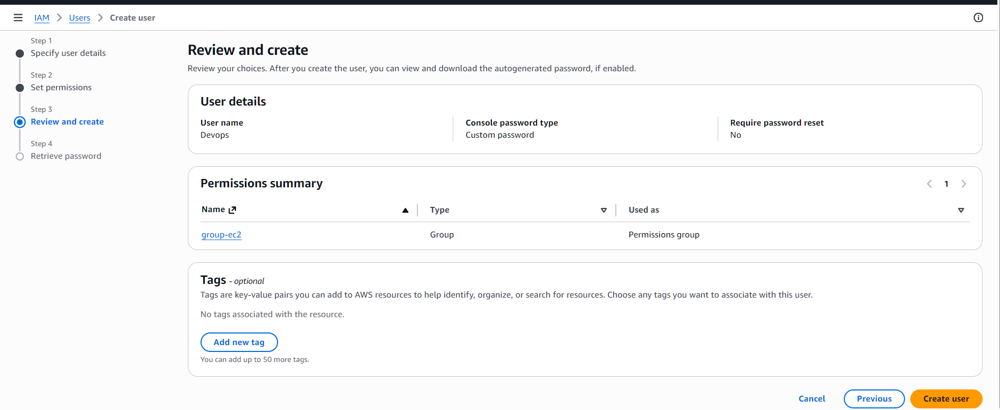 IAM > Users > Create user
Step 1
Specify user details
Step 2
Set permissions
Step 3
Review and create
Step 4
Retrieve password
Review and create
Review your choices. After you create the user, you can view and download the autogenerated password, if enabled.
User details
User name Console password type Require password reset
Devops Custom password No
Permissions summary 1
Name Type Used as
group-ec2 Group Permissions group
Tags - optional
Tags are key-value pairs you can add to AWS resources to help identify, organize, or search for resources. Choose any tags you want to associate with this user.
No tags associated with the resource.
Add new tag
You can add up to 50 more tags.
Cancel Previous Create user